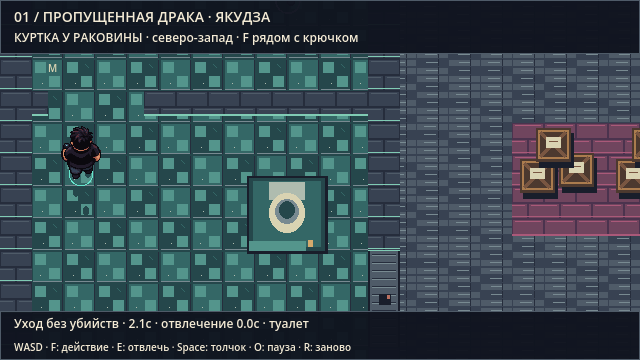 01 / ПРОПУЩЕННАЯ ДРАКА · ЯКУДЗА
КУРТКА У РАКОВИНЫ · северо-запад · F рядом с крючком
М
Уход без убийств · 2.1с · отвлечение 0.0с · туалет
WASD · F: действие · E: отвлечь · Space: толчок · O: пауза · R: заново